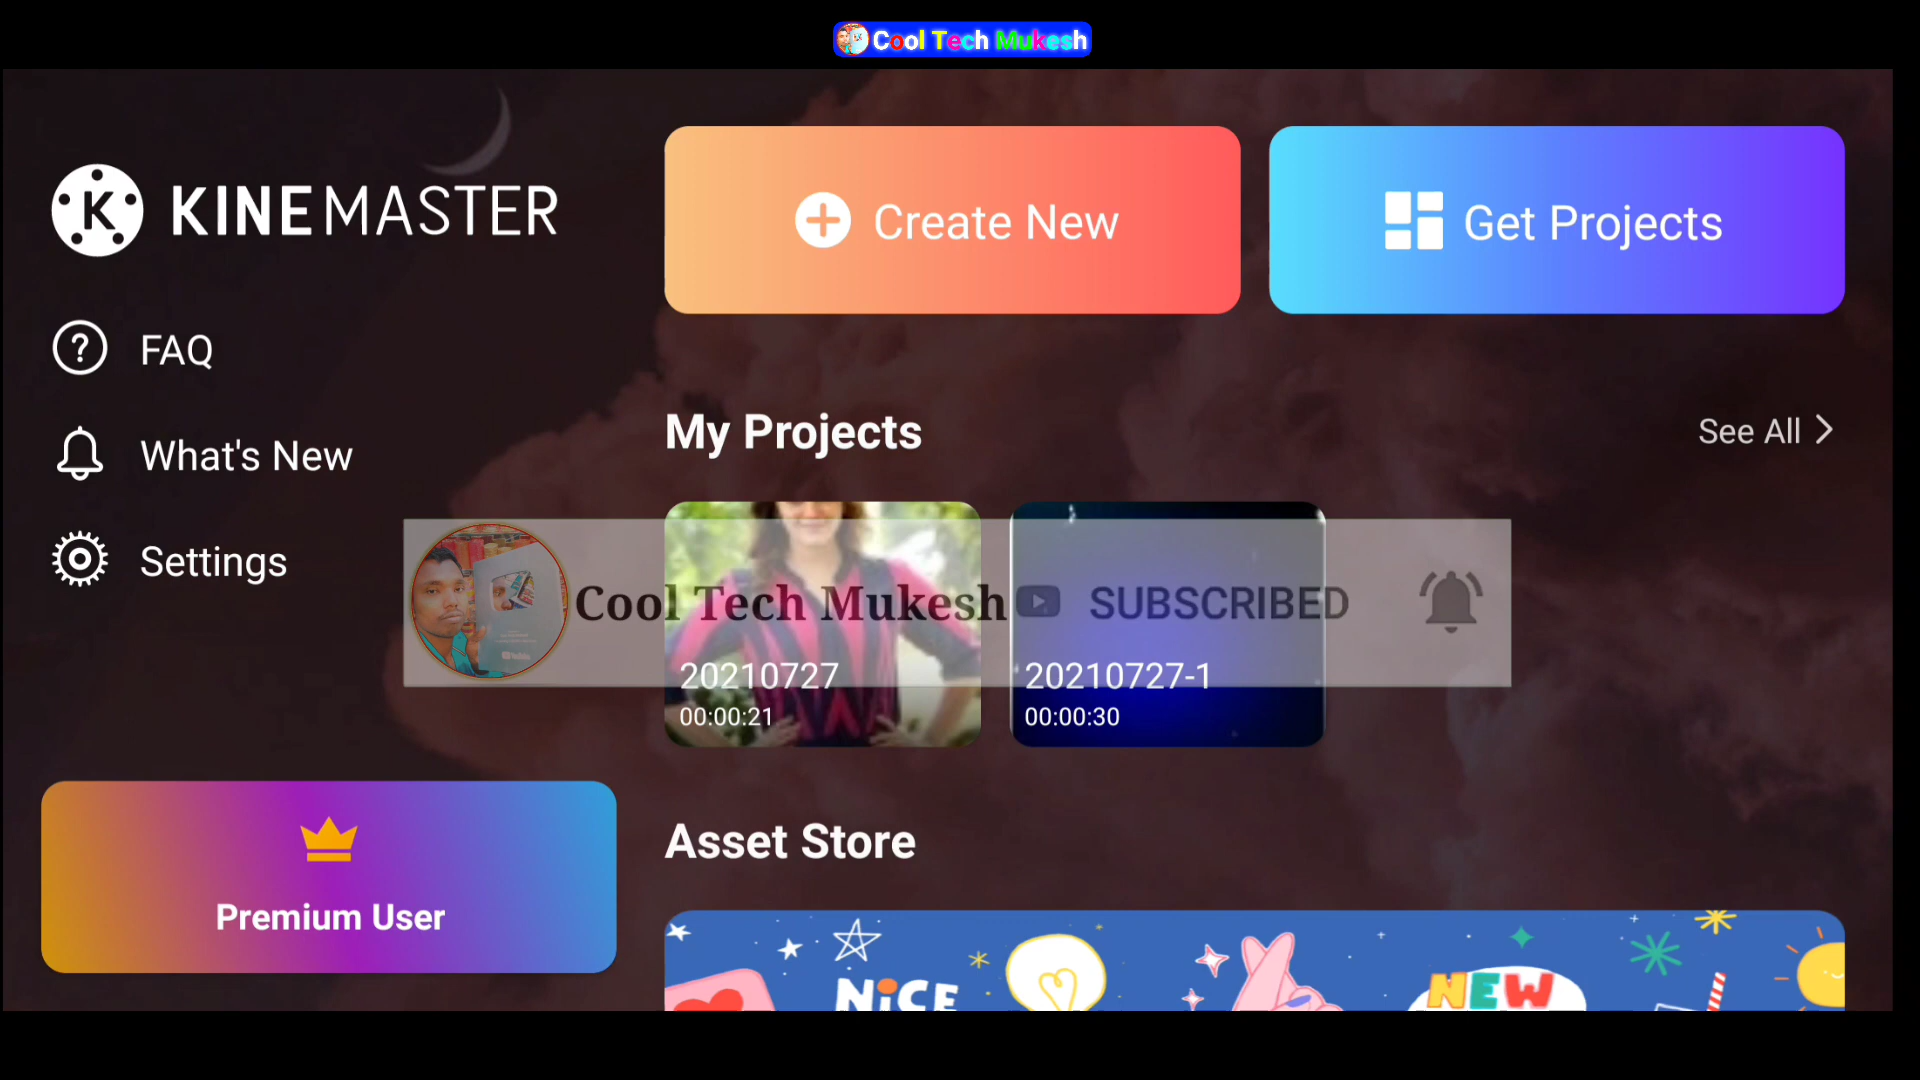 Cool Tech Mukesh
KINEMASTER
Create New
Get Projects
FAQ
What's New
Settings
My Projects
See All
Cool Tech Mukesh
SUBSCRIBED
20210727
00:00:21
20210727-1
00:00:30
Premium User
Asset Store
NiCE
NEW